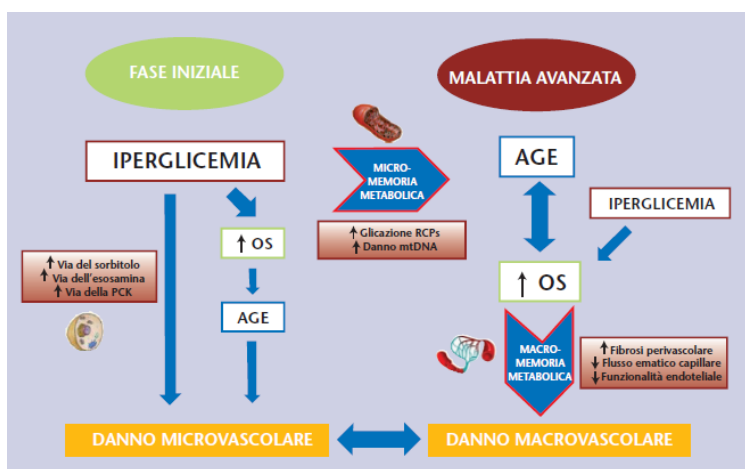 FASE INIZIALE
MALATTIA AVANZATA
IPERGLICEMIA
↑ OS
AGE
↑ Via del sorbitolo
↑ Via dell'esosamina
↑ Via della PCK
MICRO-
MEMORIA
METABOLICA
↑ Glicazione RCPs
↑ Danno mtDNA
AGE
IPERGLICEMIA
↑ OS
MACRO-
MEMORIA
METABOLICA
↑ Fibrosi perivascolare
↓ Flusso ematico capillare
↓ Funzionalità endoteliale
DANNO MICROVASCOLARE
DANNO MACROVASCOLARE